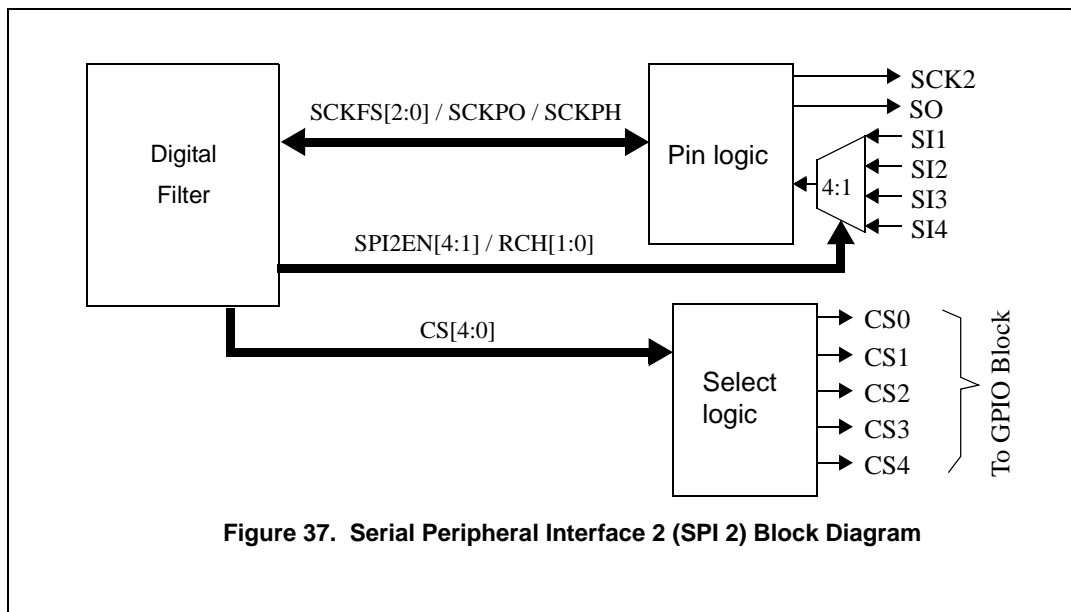 Digital
Filter
SCKFS[2:0] / SCKPO / SCKPH
Pin logic
SCK2
SO
SI1
SI2
SI3
SI4
4:1
SPI2EN[4:1] / RCH[1:0]
CS[4:0]
Select
logic
CS0
CS1
CS2
CS3
CS4
To GPIO Block
Figure 37. Serial Peripheral Interface 2 (SPI 2) Block Diagram